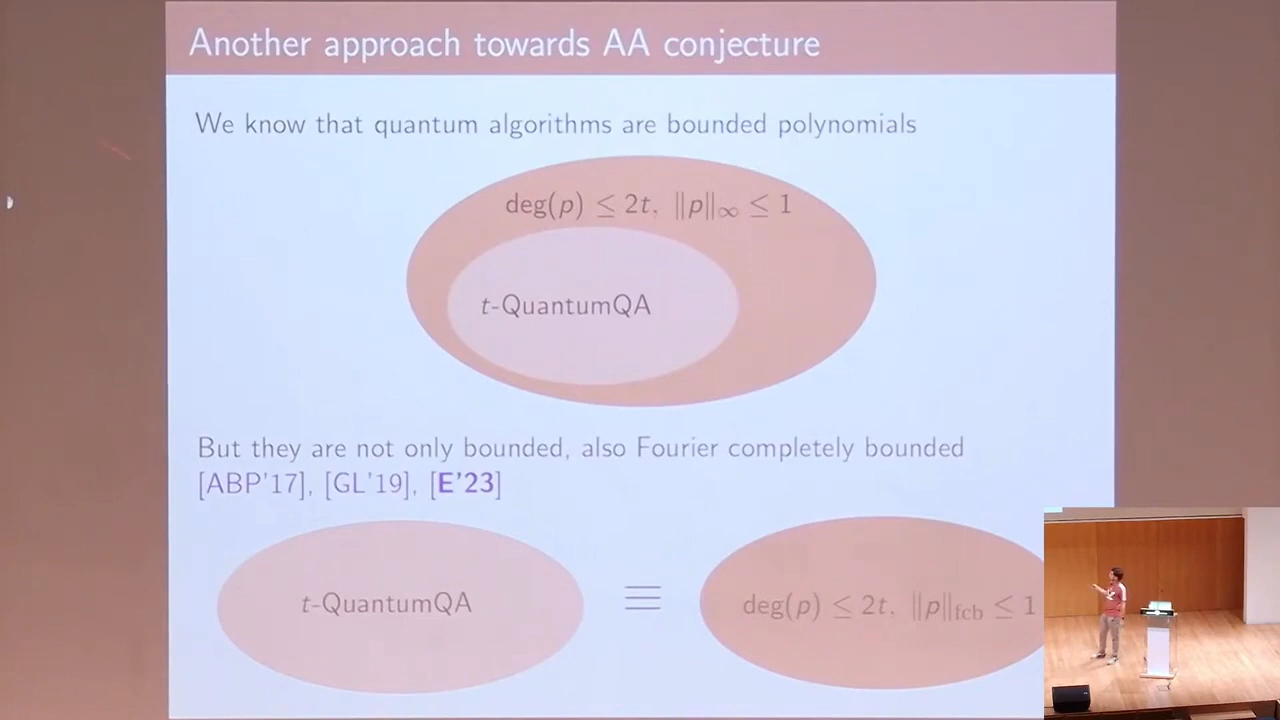 Another approach towards AA conjecture
We know that quantum algorithms are bounded polynomials
deg(p) ≤ 2t, ‖p‖∞ ≤ 1
t-QuantumQA
But they are not only bounded, also Fourier completely bounded
[ABP'17], [GL'19], [E'23]
t-QuantumQA ≡ deg(p) ≤ 2t, ‖p‖fcb ≤ 1